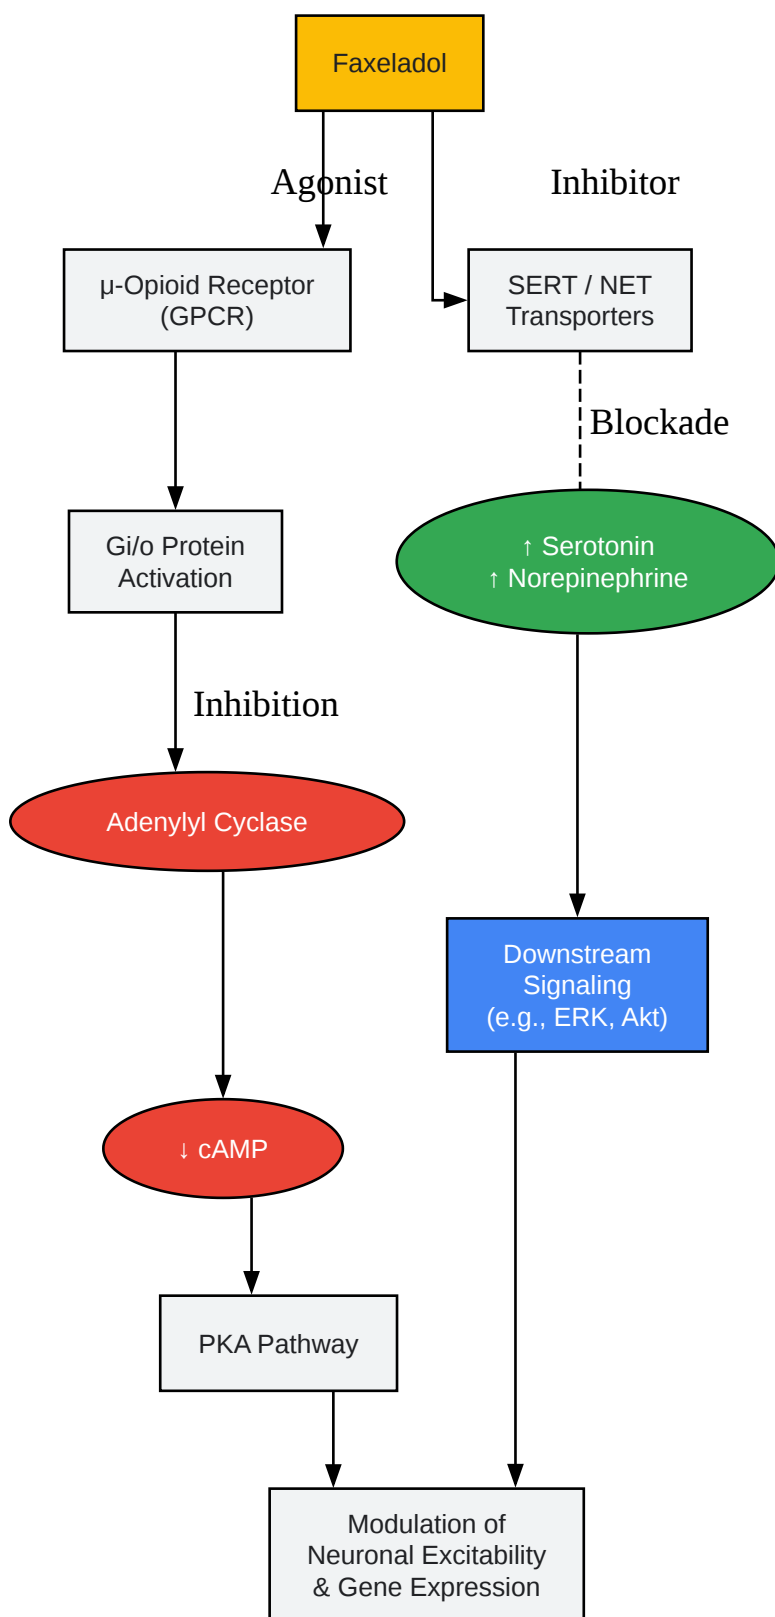 Faxeladol
Agonist
Inhibitor
μ-Opioid Receptor
(GPCR)
SERT / NET
Transporters
Blockade
Gi/o Protein
Activation
↑ Serotonin
↑ Norepinephrine
Inhibition
Adenylyl Cyclase
Downstream
Signaling
(e.g., ERK, Akt)
↓ cAMP
PKA Pathway
Modulation of
Neuronal Excitability
& Gene Expression